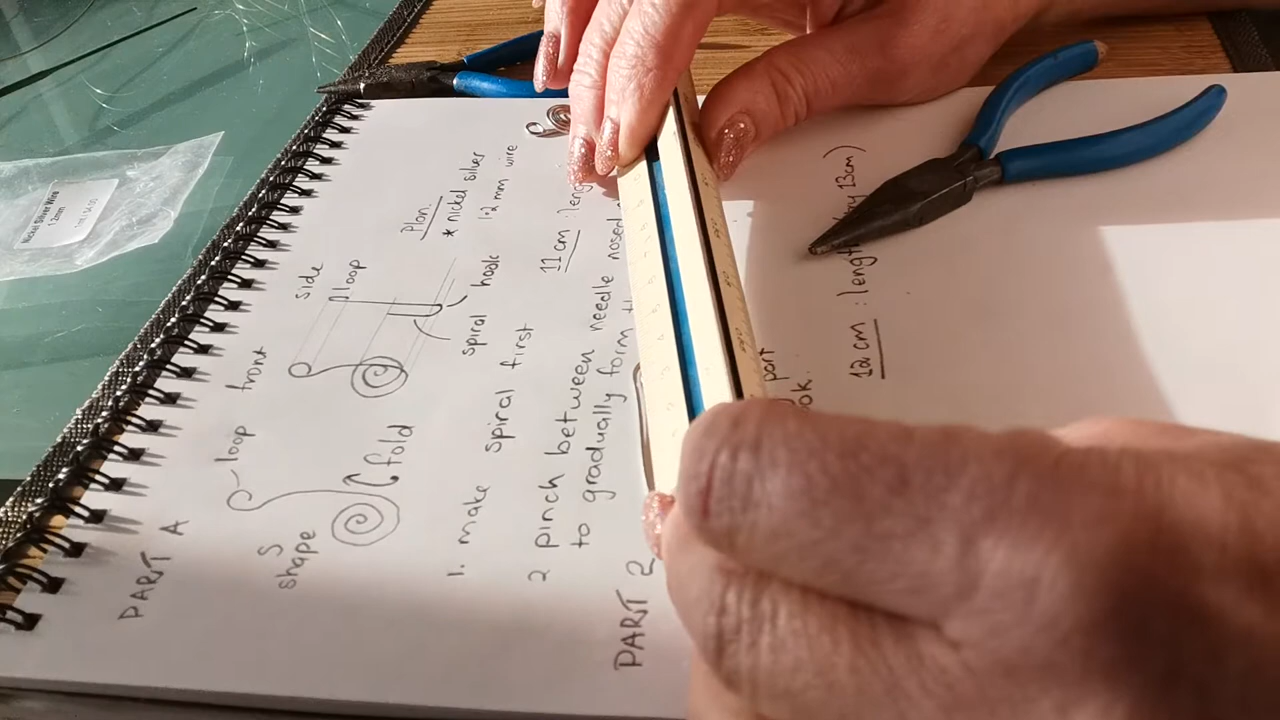 PART A
S shape
loop front
fold
side
loop
spiral hook
Plan.
* nickel silver
1.2 mm wire
11 cm :
1. make spiral first
2 pinch between needle nosed
to gradually form
PART 2
part
12 cm :
13cm)
Nickel Silver Wire
1.2mm